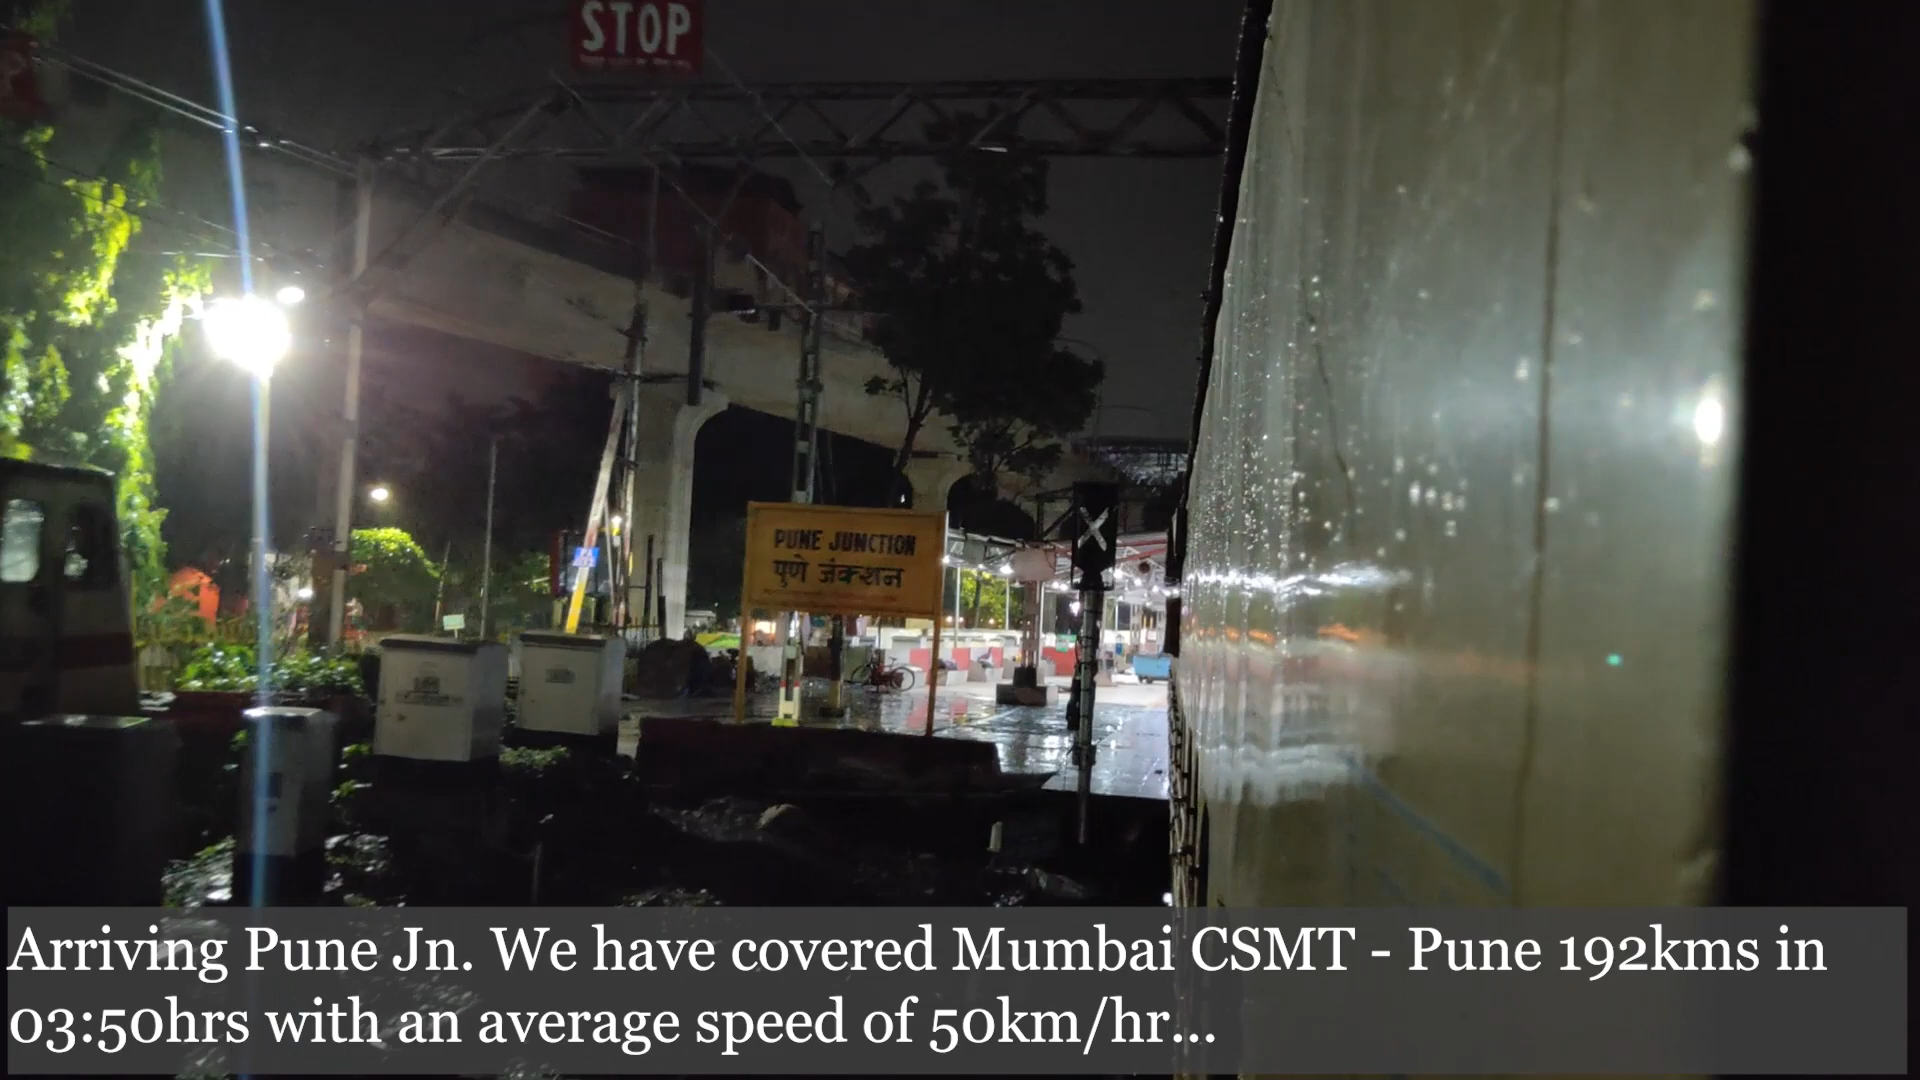 STOP
PUNE JUNCTION
पुणे जंक्शन
Arriving Pune Jn. We have covered Mumbai CSMT - Pune 192kms in
03:50hrs with an average speed of 50km/hr...